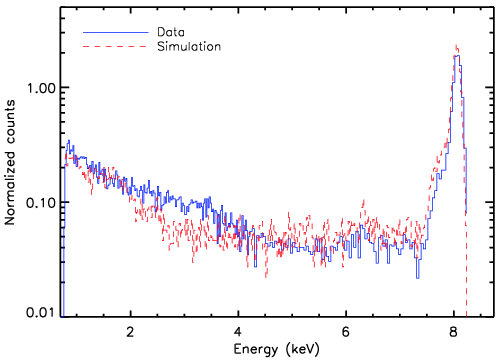 Data
Simulation
1.00
0.10
0.01
Normalized counts
2 4 6 8
Energy (keV)